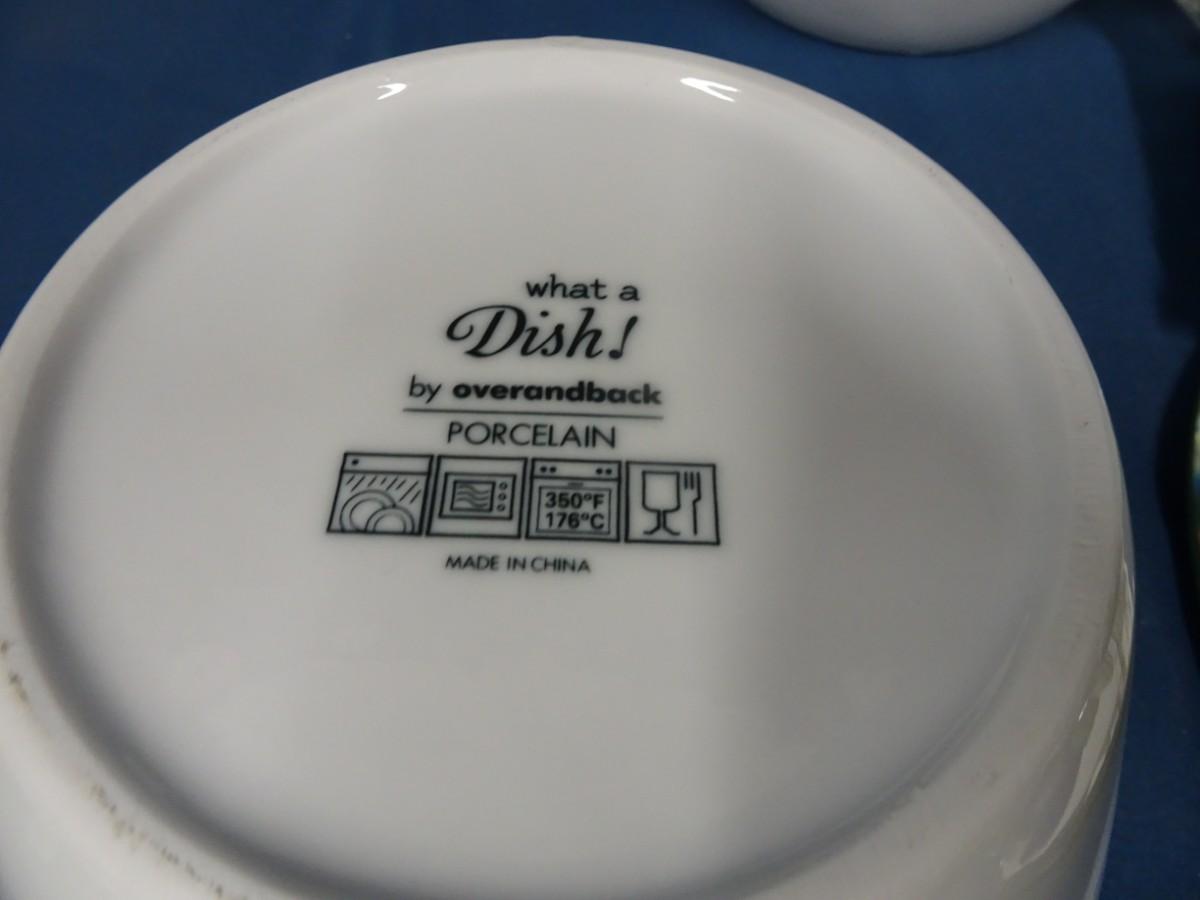 what a
Dish!
by overandback
PORCELAIN
350°F
176°C
MADE IN CHINA